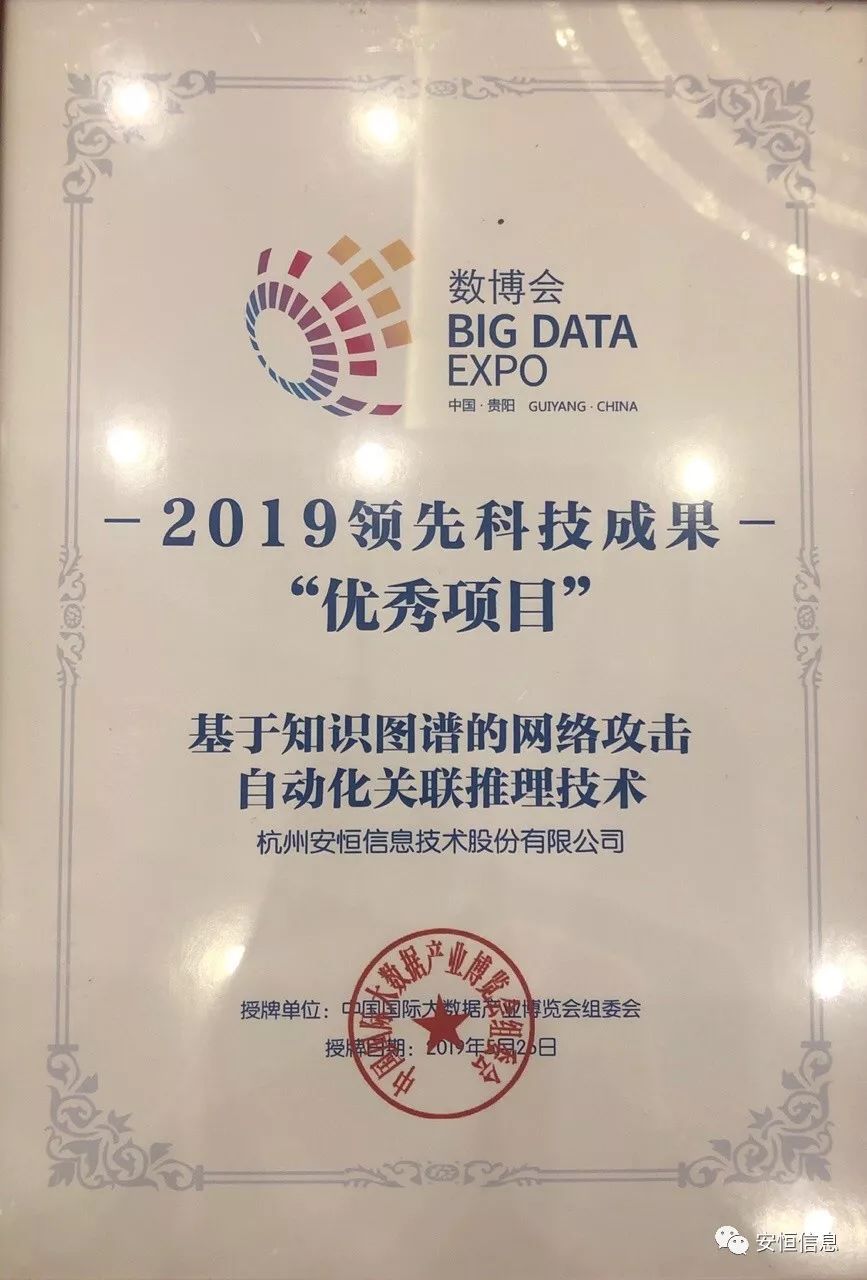 数博会
BIG DATA
EXPO
中国·贵阳 GUIYANG·CHINA
－2019领先科技成果－
“优秀项目”
基于知识图谱的网络攻击
自动化关联推理技术
杭州安恒信息技术股份有限公司
授牌单位：中国国际大数据产业博览会组委会
授牌日期：2019年5月26日
中国国际大数据产业博览会组委会
安恒信息